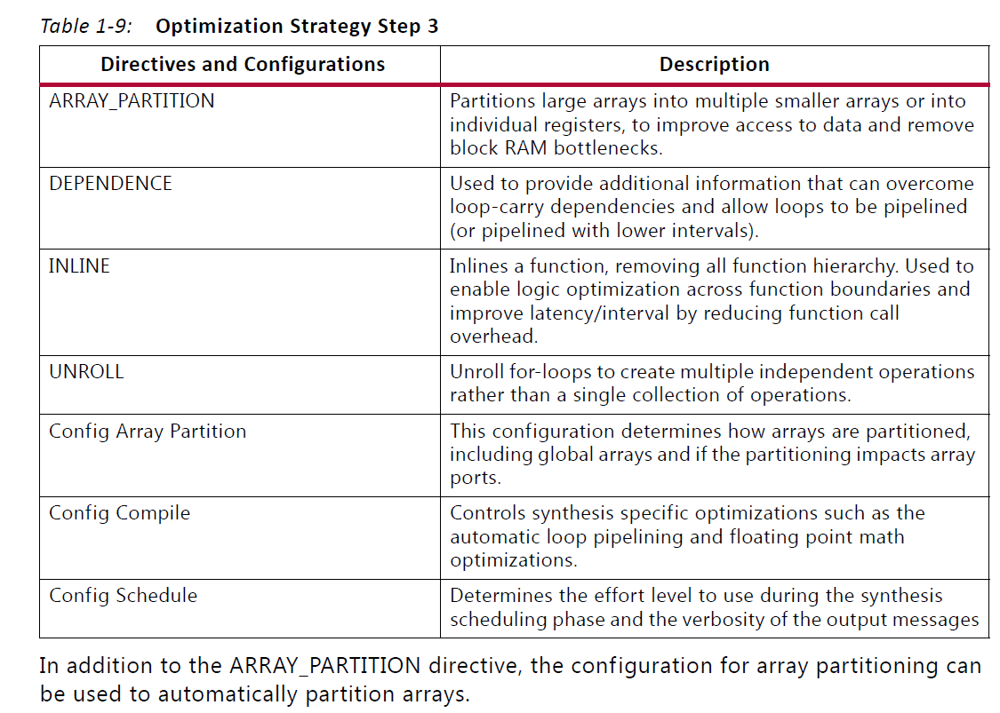 Table 1-9: Optimization Strategy Step 3
Directives and Configurations
Description
ARRAY_PARTITION
Partitions large arrays into multiple smaller arrays or into
individual registers, to improve access to data and remove
block RAM bottlenecks.
DEPENDENCE
Used to provide additional information that can overcome
loop-carry dependencies and allow loops to be pipelined
(or pipelined with lower intervals).
INLINE
Inlines a function, removing all function hierarchy. Used to
enable logic optimization across function boundaries and
improve latency/interval by reducing function call
overhead.
UNROLL
Unroll for-loops to create multiple independent operations
rather than a single collection of operations.
Config Array Partition
This configuration determines how arrays are partitioned,
including global arrays and if the partitioning impacts array
ports.
Config Compile
Controls synthesis specific optimizations such as the
automatic loop pipelining and floating point math
optimizations.
Config Schedule
Determines the effort level to use during the synthesis
scheduling phase and the verbosity of the output messages
In addition to the ARRAY_PARTITION directive, the configuration for array partitioning can
be used to automatically partition arrays.